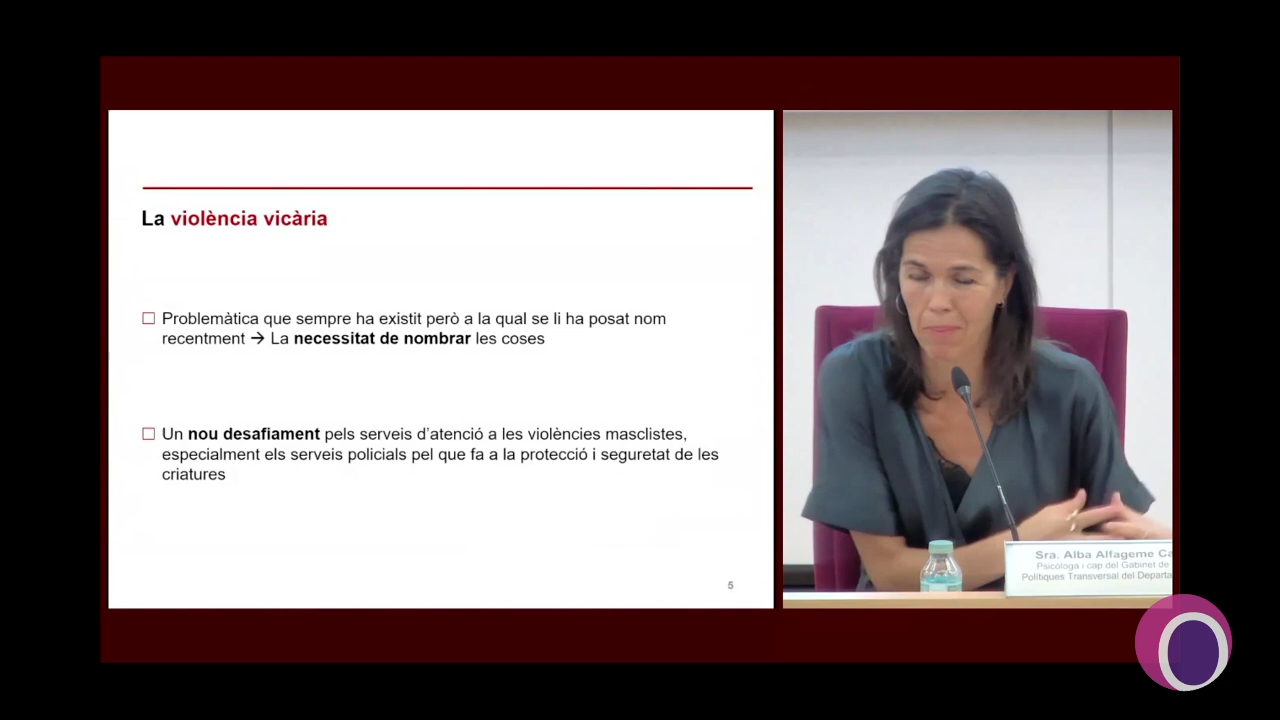 La violència vicària
☐ Problemàtica que sempre ha existit però a la qual se li ha posat nom
recentment → La necessitat de nombrar les coses
☐ Un nou desafiament pels serveis d’atenció a les violències masclistes,
especialment els serveis policials pel que fa a la protecció i seguretat de les
criatures
5
Sra. Alba Alfageme
Psicòloga i cap del Gabinet de
Polítiques Transversal del